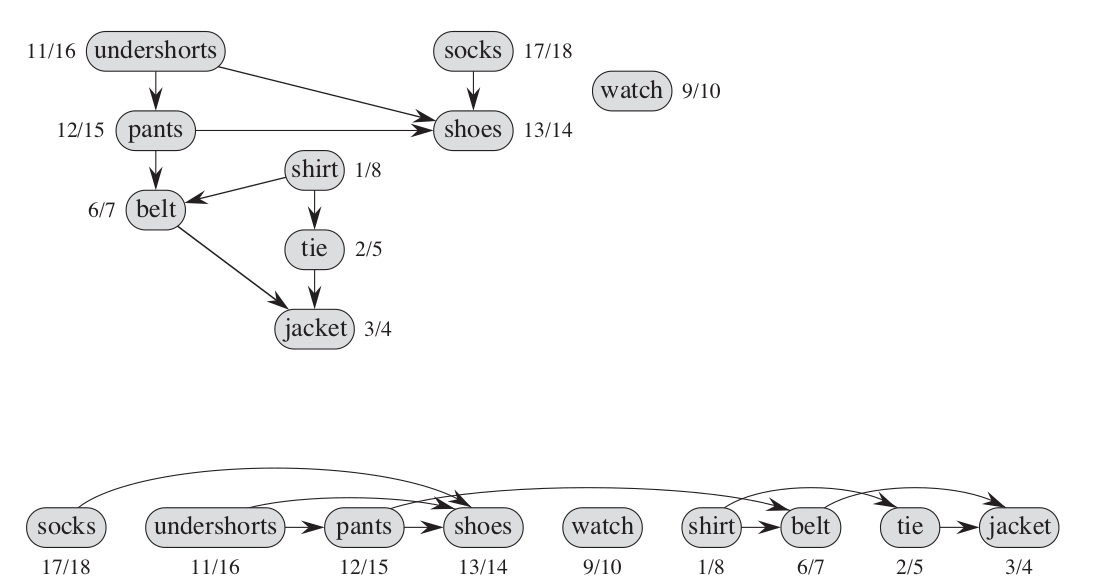 11/16 undershorts socks 17/18
watch 9/10
12/15 pants shoes 13/14
shirt 1/8
6/7 belt
tie 2/5
jacket 3/4
socks undershorts pants shoes watch shirt belt tie jacket
17/18 11/16 12/15 13/14 9/10 1/8 6/7 2/5 3/4